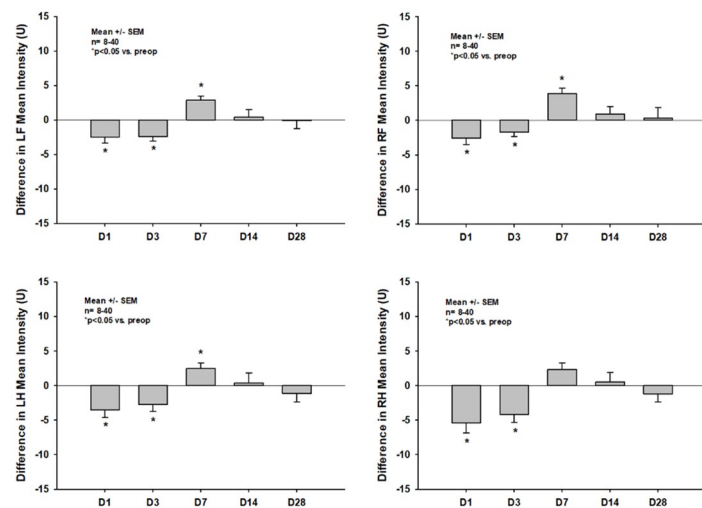 Difference in LF Mean Intensity (U)
15
10
5
0
-5
-10
-15
Mean +/- SEM
n= 8-40
*p<0.05 vs. preop
*
*
*
D1 D3 D7 D14 D28
Difference in RF Mean Intensity (U)
15
10
5
0
-5
-10
-15
Mean +/- SEM
n= 8-40
*p<0.05 vs. preop
*
*
*
D1 D3 D7 D14 D28
Difference in LH Mean Intensity (U)
15
10
5
0
-5
-10
-15
Mean +/- SEM
n= 8-40
*p<0.05 vs. preop
*
*
*
D1 D3 D7 D14 D28
Difference in RH Mean Intensity (U)
15
10
5
0
-5
-10
-15
Mean +/- SEM
n= 8-40
*p<0.05 vs. preop
*
*
D1 D3 D7 D14 D28